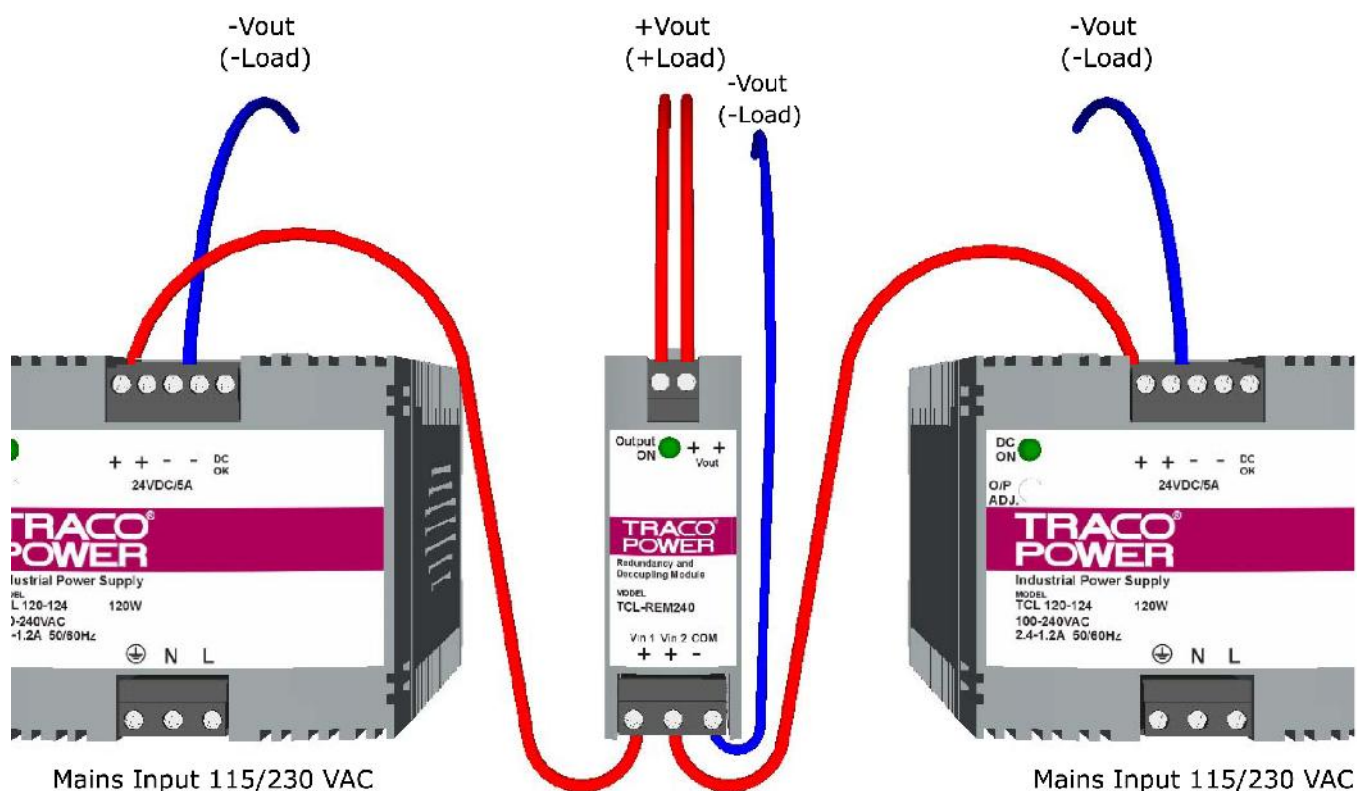 -Vout
(-Load)
+Vout
(+Load)
-Vout
(-Load)
-Vout
(-Load)
+ + - - DC
OK
24VDC/5A
TRACO®
POWER
dustrial Power Supply
MODEL
L 120-124 120W
0-240VAC
4-1.2A 50/60Hz
N L
Mains Input 115/230 VAC
Output
ON
+ +
Vout
TRACO
POWER
Redundancy and
Decoupling Module
MODEL
TCL-REM240
Vin 1 Vin 2 COM
+ + -
DC
ON
O/P
ADJ.
+ + - - DC
OK
24VDC/5A
TRACO®
POWER
Industrial Power Supply
MODEL
TCL 120-124 120W
100-240VAC
2.4-1.2A 50/60Hz
N L
Mains Input 115/230 VAC